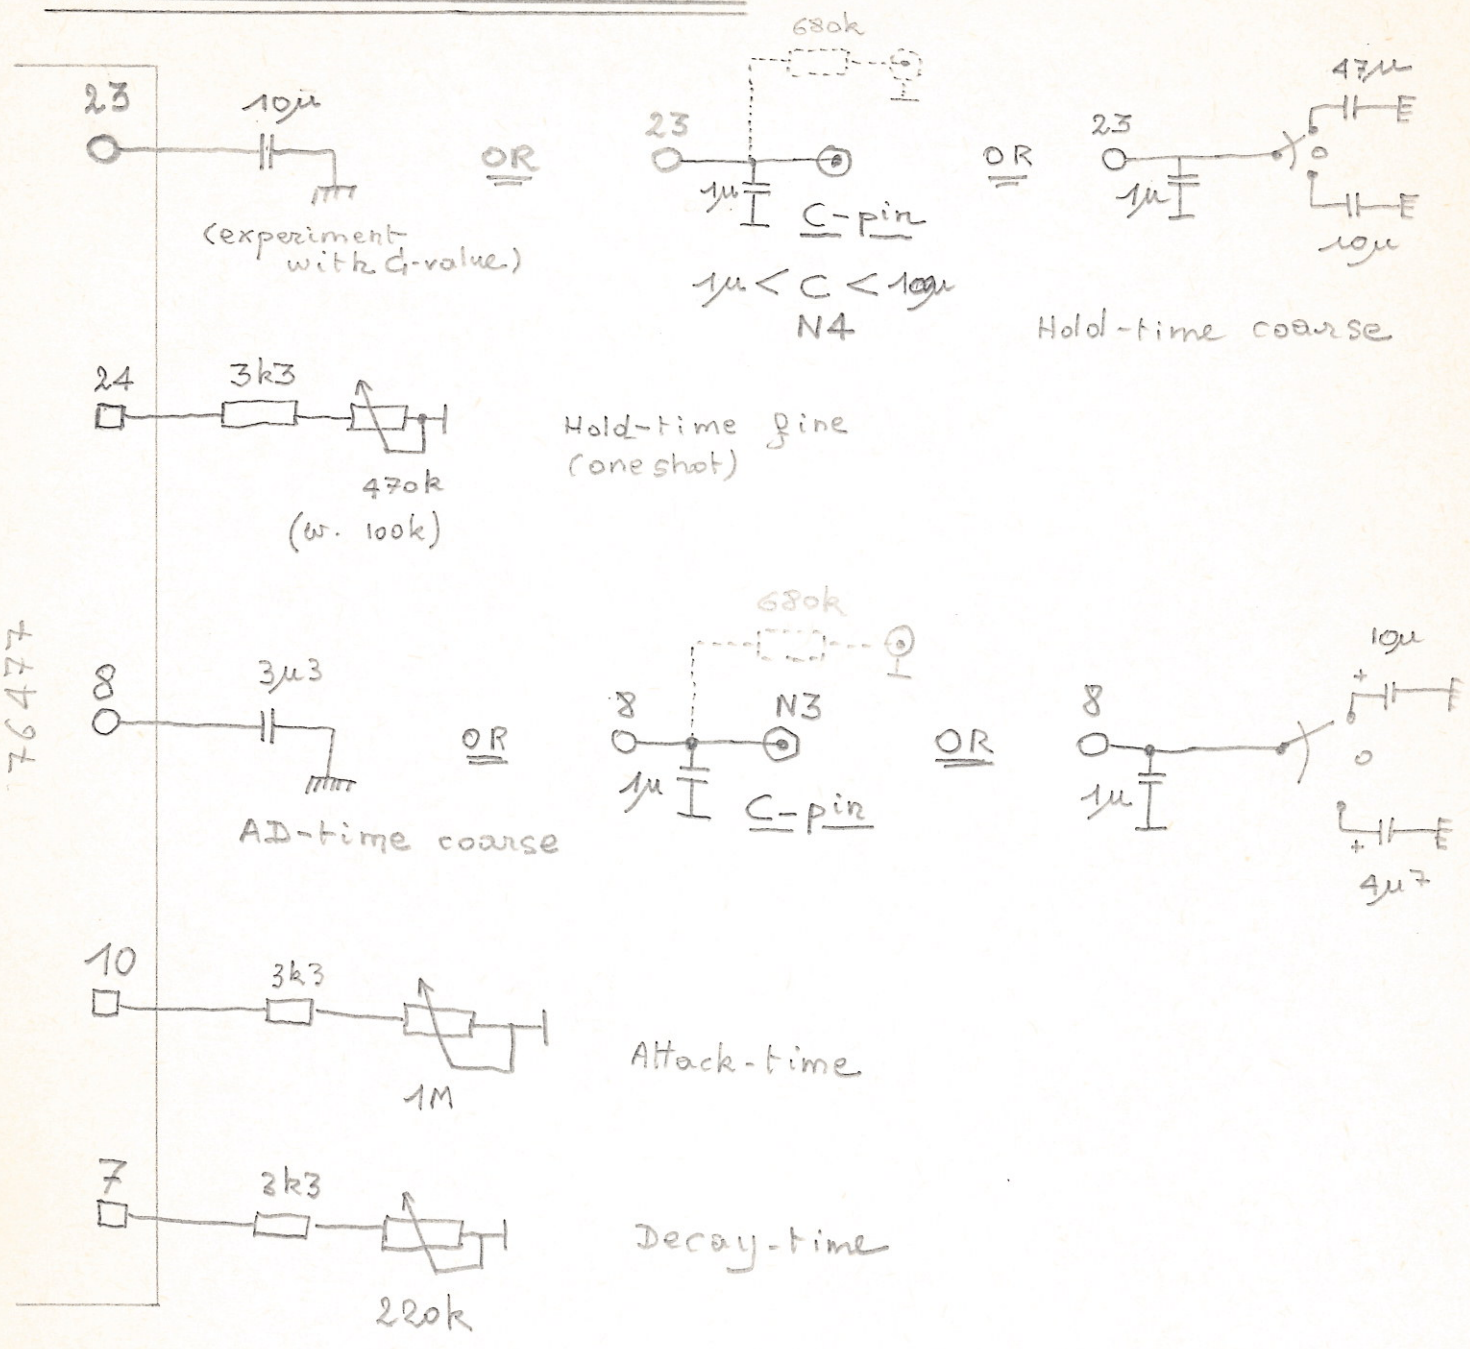 680k
47µ
23
10µ
23
23
OR
OR
1µ
1µ
C-pin
10µ
(experiment
with C-value)
1µ < C < 100µ
N4
Hold-time coarse
24
3k3
Hold-time fine
(one shot)
470k
(w. 100k)
76477
680k
10µ
8
3µ3
8
N3
8
OR
OR
1µ
1µ
C-pin
AD-time coarse
+
+
4µ7
10
3k3
Attack-time
1M
7
3k3
Decay-time
220k